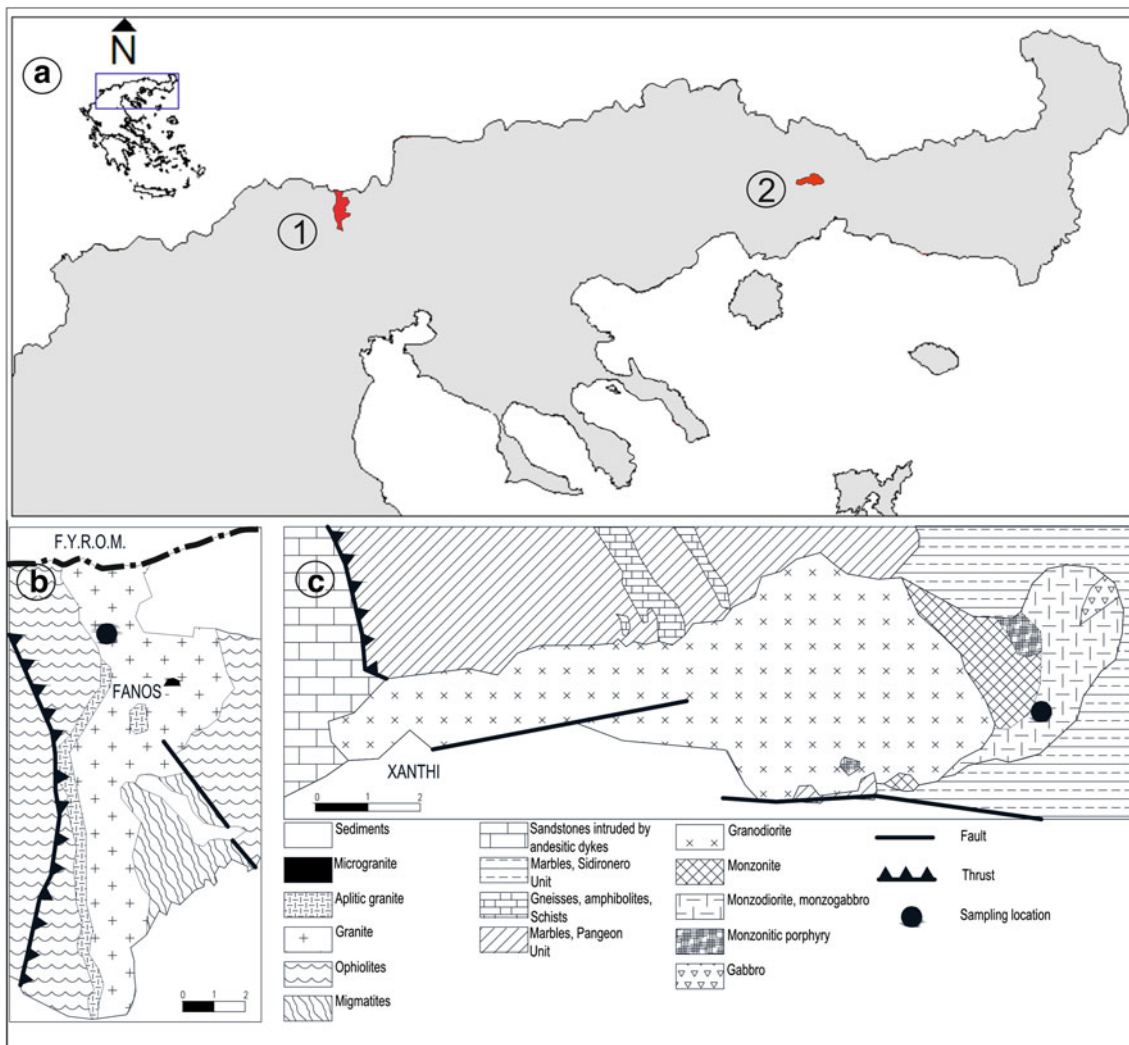 N
a
1
2
F.Y.R.O.M.
b
FANOS
0 1 2
c
XANTHI
0 1 2
Sediments
Microgranite
Aplitic granite
Granite
Ophiolites
Migmatites
Sandstones intruded by
andesitic dykes
Marbles, Sidironero
Unit
Gneisses, amphibolites,
Schists
Marbles, Pangeon
Unit
Granodiorite
Monzonite
Monzodiorite, monzogabbro
Monzonitic porphyry
Gabbro
Fault
Thrust
Sampling location